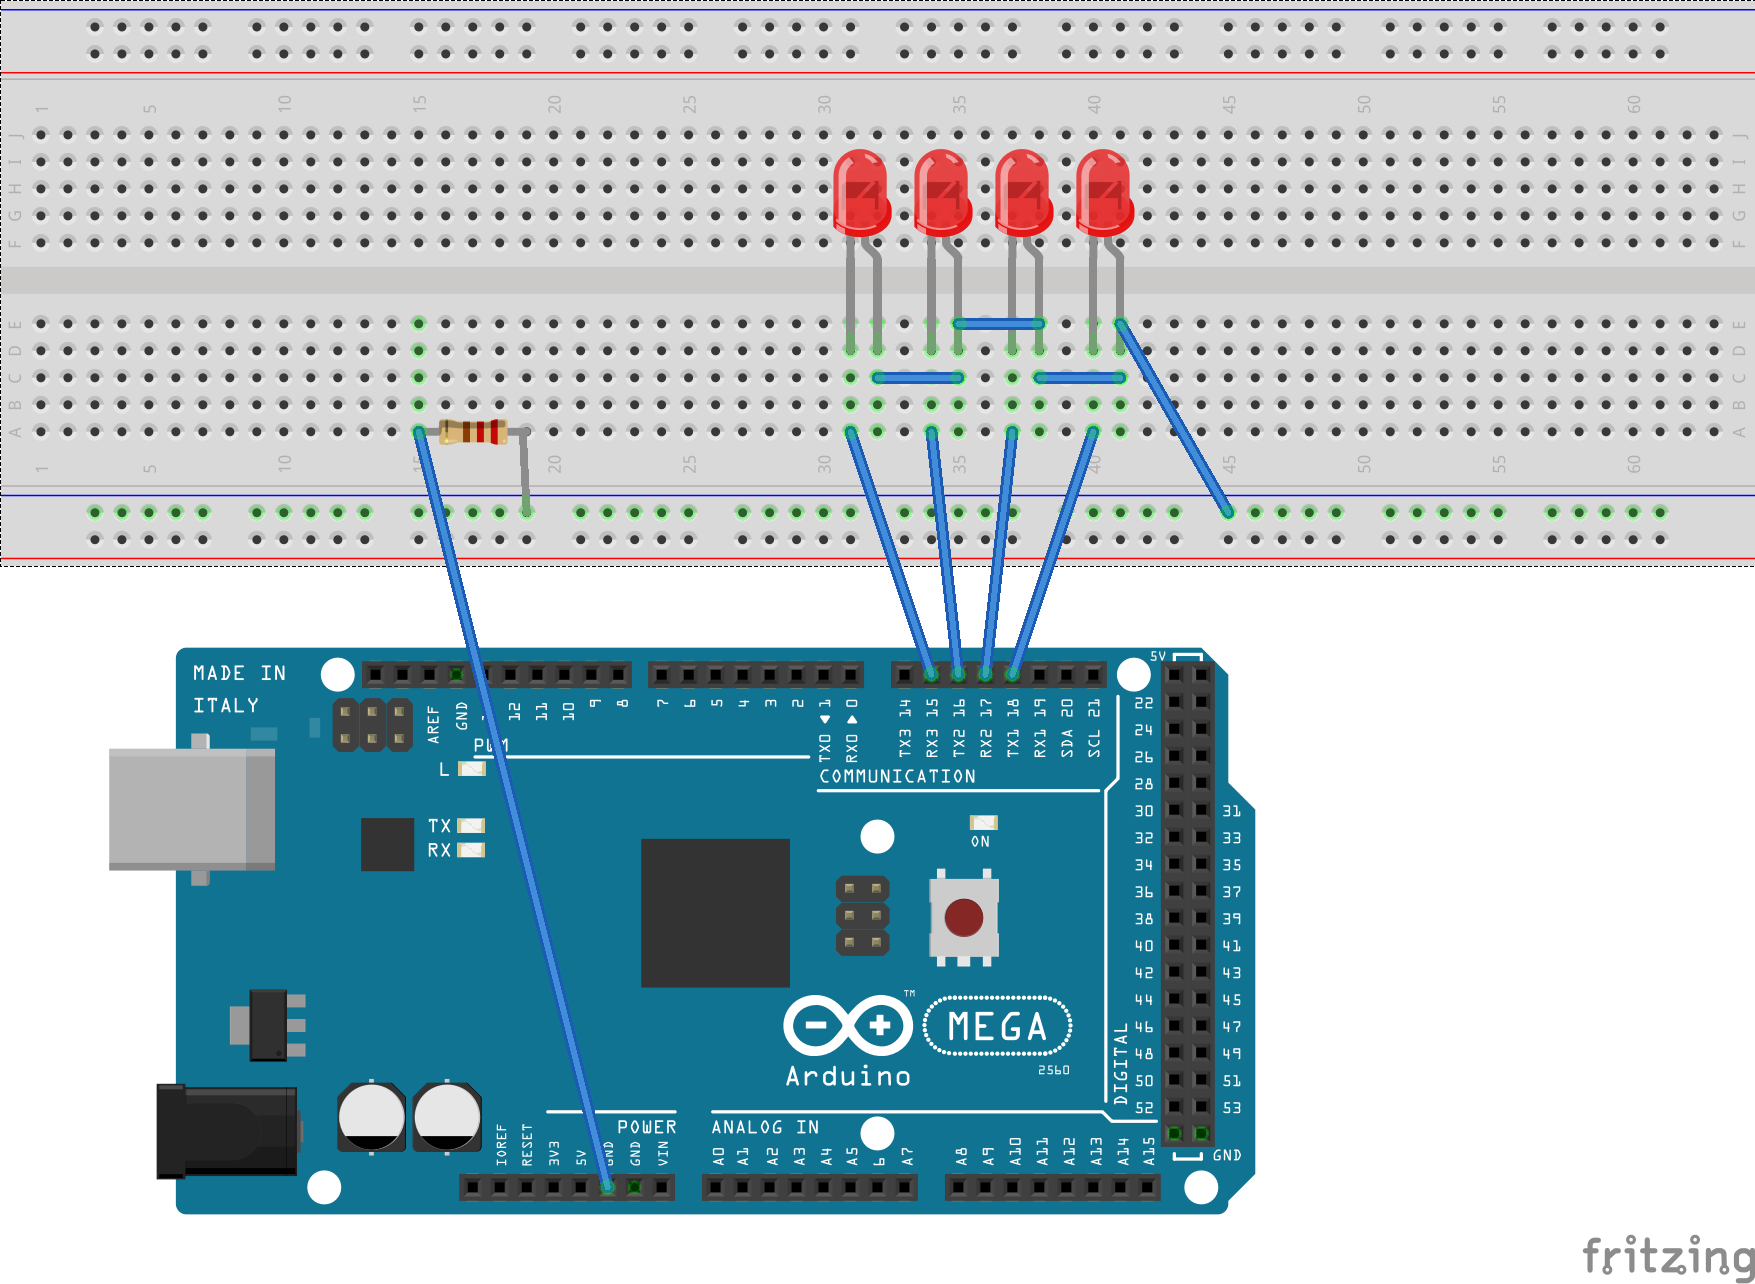 1 5 10 15 20 25 30 35 40 45 50 55 60
J J
I I
H H
G G
F F
E E
D D
C C
B B
A A
1 5 10 15 20 25 30 35 40 45 50 55 60
MADE IN
ITALY
AREF
GND
12
11
10
9
8
7
6
5
4
3
2
TX0 1
RX0 0
TX3 14
RX3 15
TX2 16
RX2 17
TX1 18
RX1 19
SDA 20
SCL 21
PWM
COMMUNICATION
L
TX
RX
ON
5V
22
24
26
28
30 31
32 33
34 35
36 37
38 39
40 41
42 43
44 45
46 47
48 49
50 51
52 53
GND
DIGITAL
TM
MEGA
Arduino
2560
POWER
ANALOG IN
IOREF
RESET
3V3
5V
GND
GND
VIN
A0
A1
A2
A3
A4
A5
6
A7
A8
A9
A10
A11
A12
A13
A14
A15
fritzing